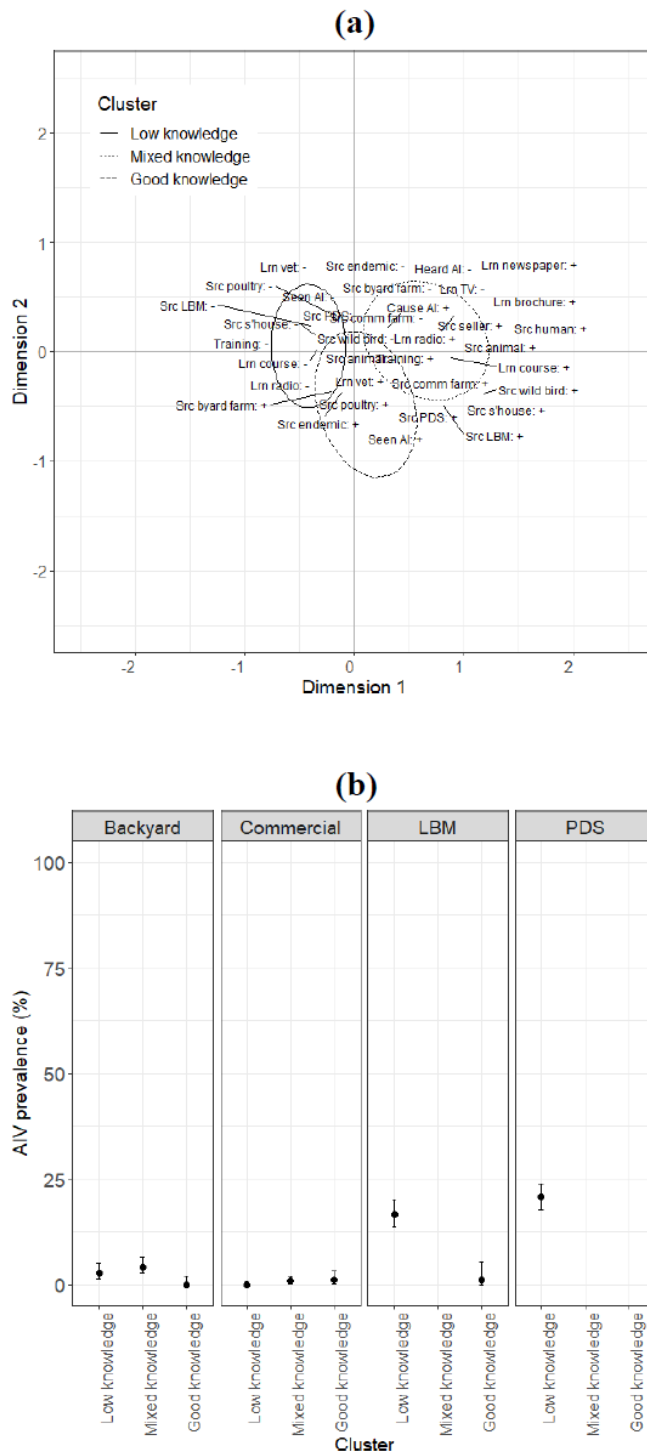 (a)
Cluster
Low knowledge
Mixed knowledge
Good knowledge
2
1
0
-1
-2
Dimension 2
Lrn vet: -
Src endemic: -
Heard AI: -
Lrn newspaper: +
Src poultry: -
Seen AI: -
Src byard farm: -
Lrn TV: -
Src LBM: -
Cause AI: +
Lrn brochure: +
Src PDS: -
Src comm farm: -
Src s'house: -
Src seller: +
Src human: +
Training: -
Src wild bird: -
Lrn radio: +
Src animal: +
Lrn course: -
Src animal: -
Training: +
Lrn course: +
Lrn radio: -
Lrn vet: +
Src comm farm: +
Src wild bird: +
Src byard farm: +
Src poultry: +
Src PDS: +
Src s'house: +
Src endemic: +
Seen AI: +
Src LBM: +
-2 -1 0 1 2
Dimension 1
(b)
Backyard Commercial LBM PDS
100
75
50
25
0
AIV prevalence (%)
Low knowledge
Mixed knowledge
Good knowledge
Low knowledge
Mixed knowledge
Good knowledge
Low knowledge
Mixed knowledge
Good knowledge
Low knowledge
Mixed knowledge
Good knowledge
Cluster